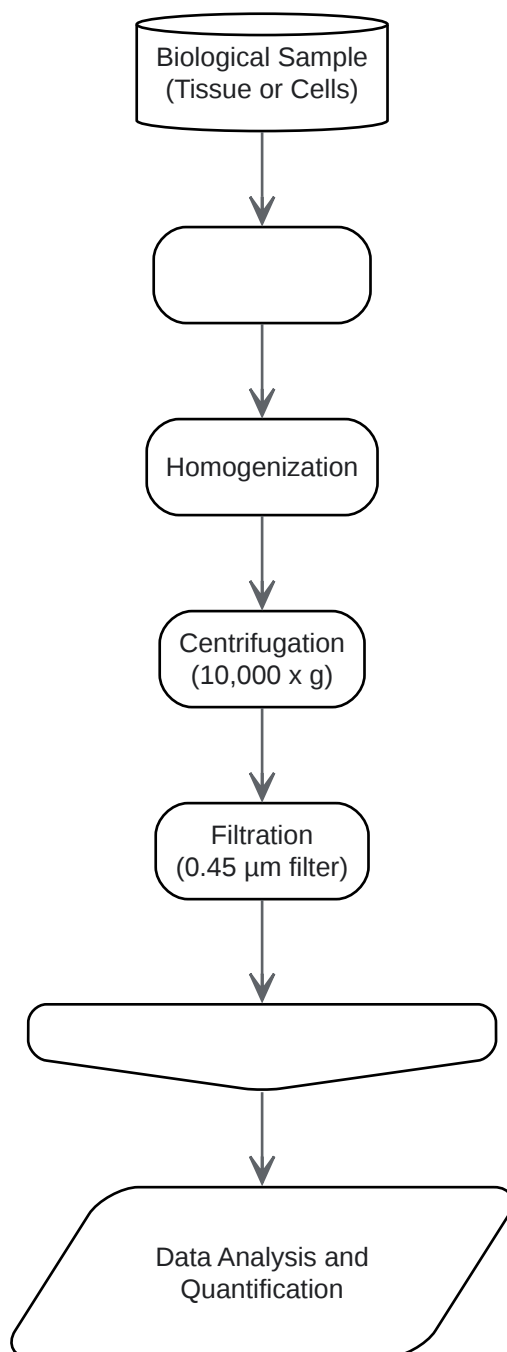 Biological Sample
(Tissue or Cells)
Homogenization
Centrifugation
(10,000 x g)
Filtration
(0.45 µm filter)
Data Analysis and
Quantification